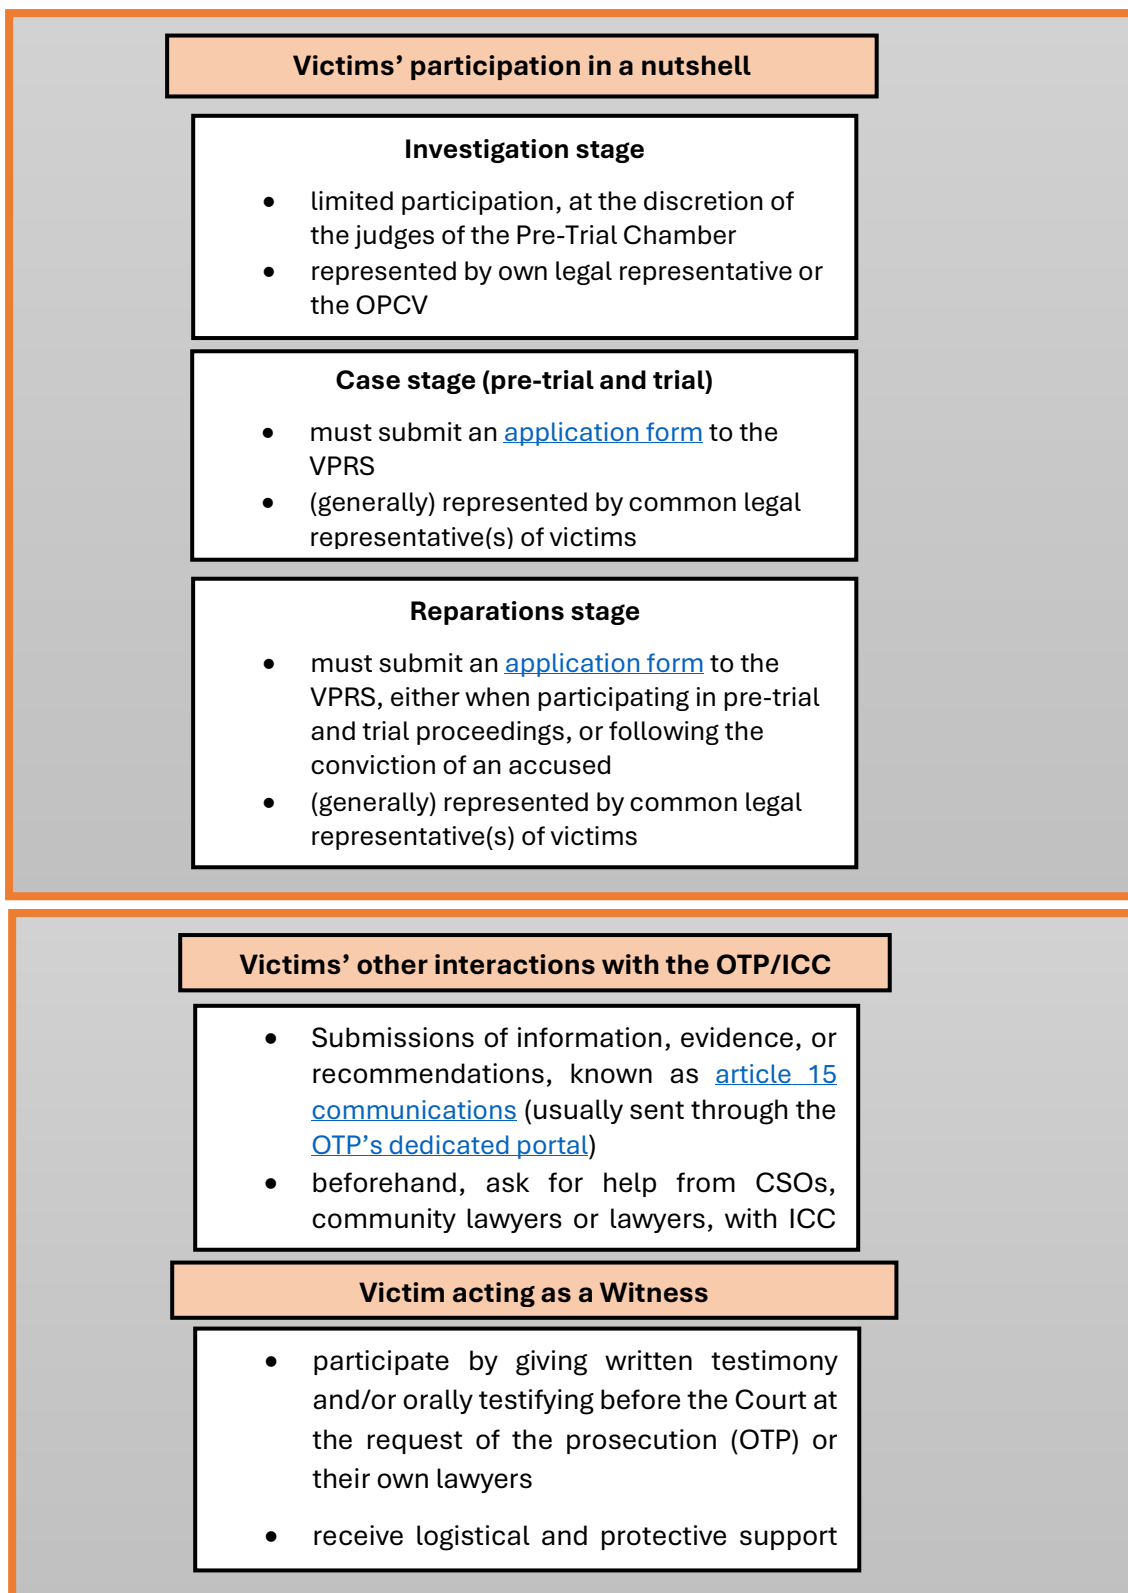 Victims’ participation in a nutshell
Investigation stage
• limited participation, at the discretion of
the judges of the Pre-Trial Chamber
• represented by own legal representative or
the OPCV
Case stage (pre-trial and trial)
• must submit an application form to the
VPRS
• (generally) represented by common legal
representative(s) of victims
Reparations stage
• must submit an application form to the
VPRS, either when participating in pre-trial
and trial proceedings, or following the
conviction of an accused
• (generally) represented by common legal
representative(s) of victims
Victims’ other interactions with the OTP/ICC
• Submissions of information, evidence, or
recommendations, known as article 15
communications (usually sent through the
OTP’s dedicated portal)
• beforehand, ask for help from CSOs,
community lawyers or lawyers, with ICC
Victim acting as a Witness
• participate by giving written testimony
and/or orally testifying before the Court at
the request of the prosecution (OTP) or
their own lawyers
• receive logistical and protective support